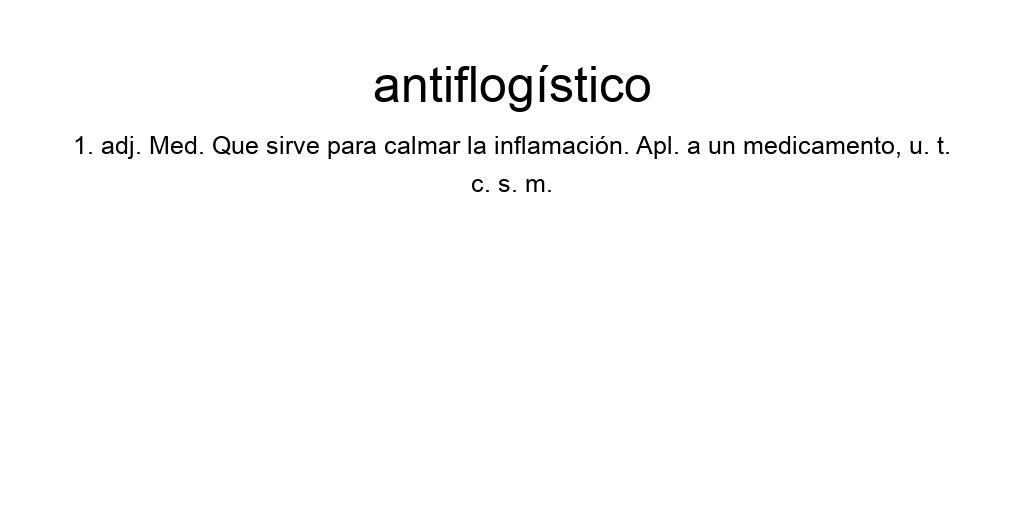 antiflogístico
1. adj. Med. Que sirve para calmar la inflamación. Apl. a un medicamento, u. t.
c. s. m.